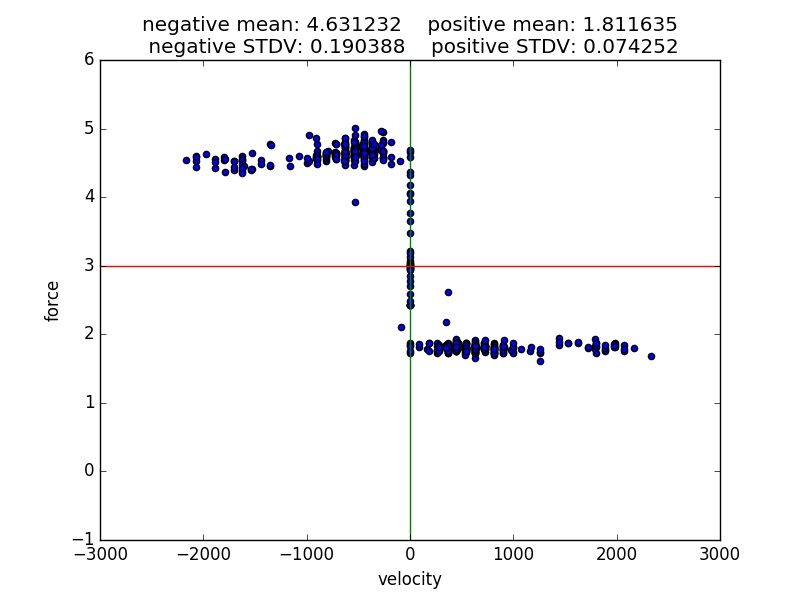 negative mean: 4.631232 positive mean: 1.811635
negative STDV: 0.190388 positive STDV: 0.074252
6
5
4
3
2
1
0
−1
force
−3000 −2000 −1000 0 1000 2000 3000
velocity